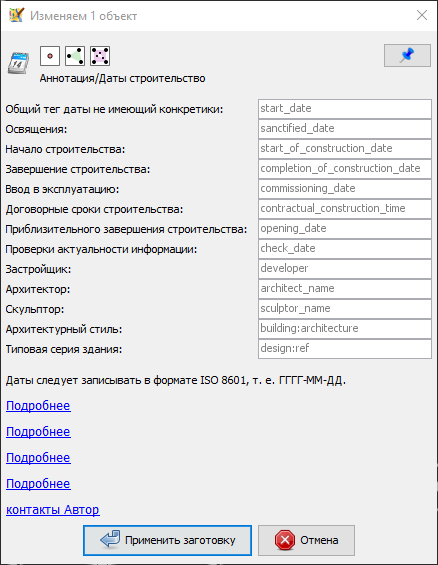 Изменяем 1 объект
14
Аннотация/Даты строительство
Общий тег даты не имеющий конкретики: start_date
Освящения: sanctified_date
Начало строительства: start_of_construction_date
Завершение строительства: completion_of_construction_date
Ввод в эксплуатацию: commissioning_date
Договорные сроки строительства: contractual_construction_time
Приблизительного завершения строительства: opening_date
Проверки актуальности информации: check_date
Застройщик: developer
Архитектор: architect_name
Скульптор: sculptor_name
Архитектурный стиль: building:architecture
Типовая серия здания: design:ref
Даты следует записывать в формате ISO 8601, т. е. ГГГГ-ММ-ДД.
Подробнее
Подробнее
Подробнее
Подробнее
контакты Автор
Применить заготовку Отмена